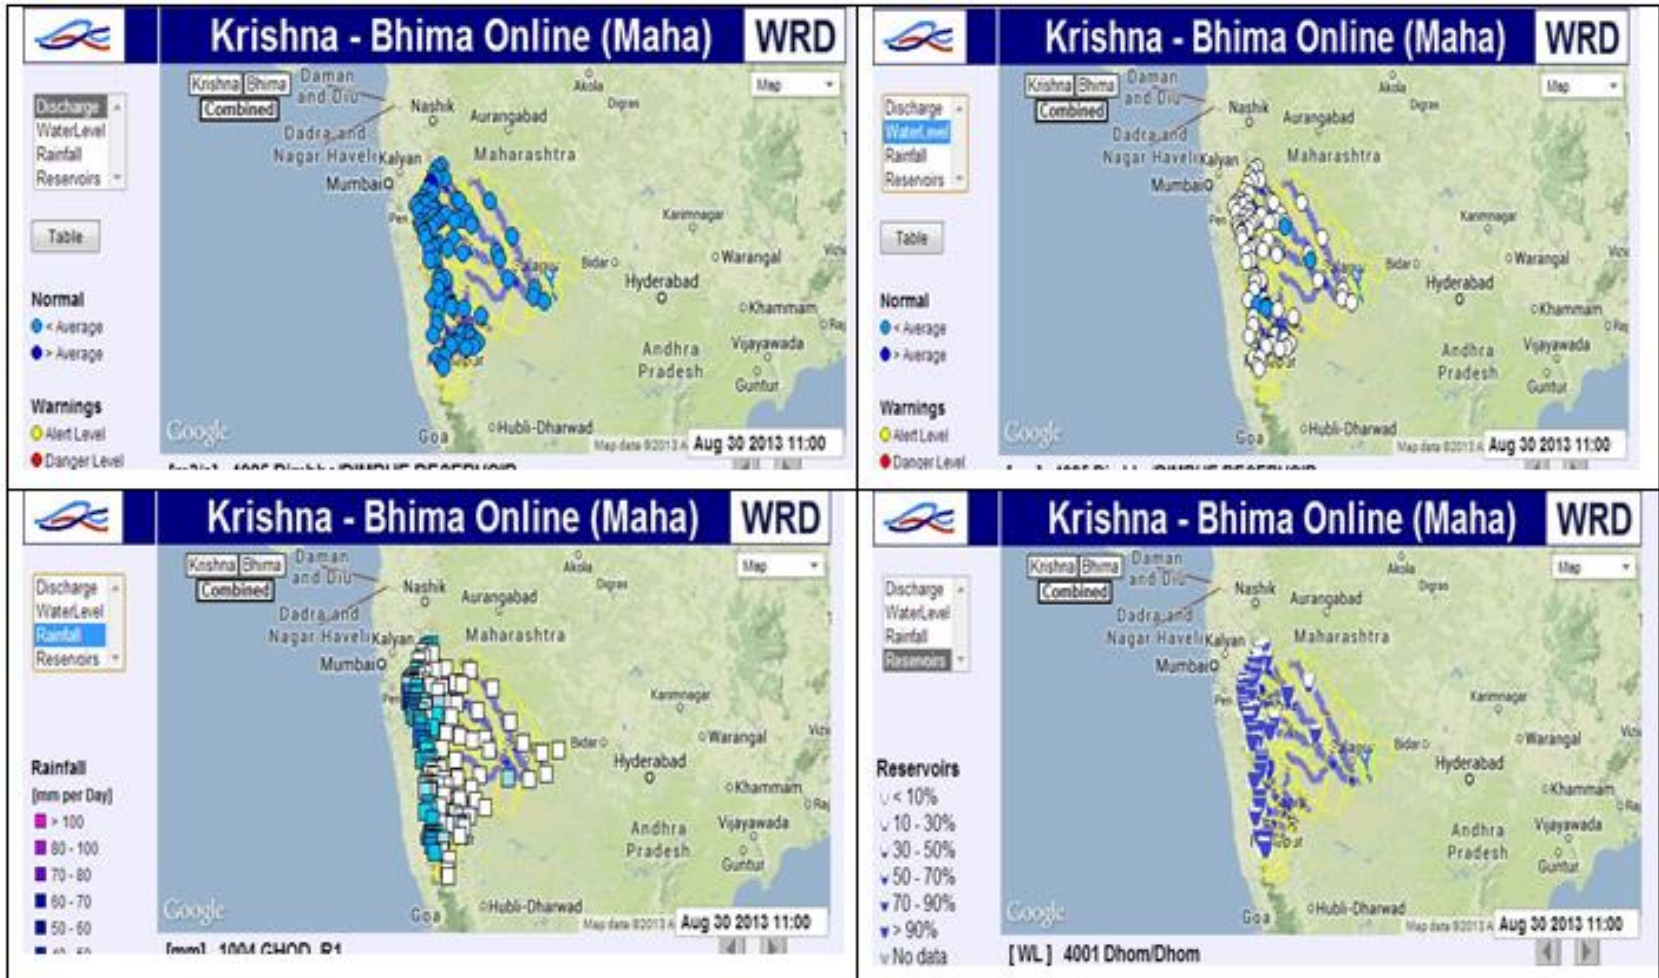 Krishna - Bhima Online (Maha) WRD
Krishna Bhima
Combined
Map
Discharge
WaterLevel
Rainfall
Reservoirs
Table
Normal
< Average
> Average
Warnings
Alert Level
Danger Level
Daman
and Diu
Dadra and
Nagar Haveli
Nashik
Aurangabad
Akola
Digras
Kalyan
Maharashtra
Mumbai
Pen
Karimnagar
Bidar
Warangal
Hyderabad
Khammam
Andhra
Pradesh
Vijayawada
Guntur
Goa
Hubli-Dharwad
Google
Aug 30 2013 11:00
Krishna - Bhima Online (Maha) WRD
Krishna Bhima
Combined
Map
Discharge
WaterLevel
Rainfall
Reservoirs
Table
Normal
< Average
> Average
Warnings
Alert Level
Danger Level
Daman
and Diu
Dadra and
Nagar Haveli
Nashik
Aurangabad
Akola
Digras
Kalyan
Maharashtra
Mumbai
Pen
Karimnagar
Bidar
Warangal
Hyderabad
Khammam
Andhra
Pradesh
Vijayawada
Guntur
Goa
Hubli-Dharwad
Google
Aug 30 2013 11:00
Krishna - Bhima Online (Maha) WRD
Krishna Bhima
Combined
Map
Discharge
WaterLevel
Rainfall
Reservoirs
Rainfall
[mm per Day]
> 100
80 - 100
70 - 80
60 - 70
50 - 60
Daman
and Diu
Dadra and
Nagar Haveli
Nashik
Aurangabad
Akola
Digras
Kalyan
Maharashtra
Mumbai
Pen
Karimnagar
Bidar
Warangal
Hyderabad
Khammam
Andhra
Pradesh
Vijayawada
Guntur
Goa
Hubli-Dharwad
Google
Aug 30 2013 11:00
[mm] 1004 GHOD_R1
Krishna - Bhima Online (Maha) WRD
Krishna Bhima
Combined
Map
Discharge
WaterLevel
Rainfall
Reservoirs
Reservoirs
< 10%
10 - 30%
30 - 50%
50 - 70%
70 - 90%
> 90%
No data
Daman
and Diu
Dadra and
Nagar Haveli
Nashik
Aurangabad
Akola
Digras
Kalyan
Maharashtra
Mumbai
Pen
Karimnagar
Bidar
Warangal
Hyderabad
Khammam
Andhra
Pradesh
Vijayawada
Guntur
Goa
Hubli-Dharwad
Google
Aug 30 2013 11:00
[WL] 4001 Dhom/Dhom